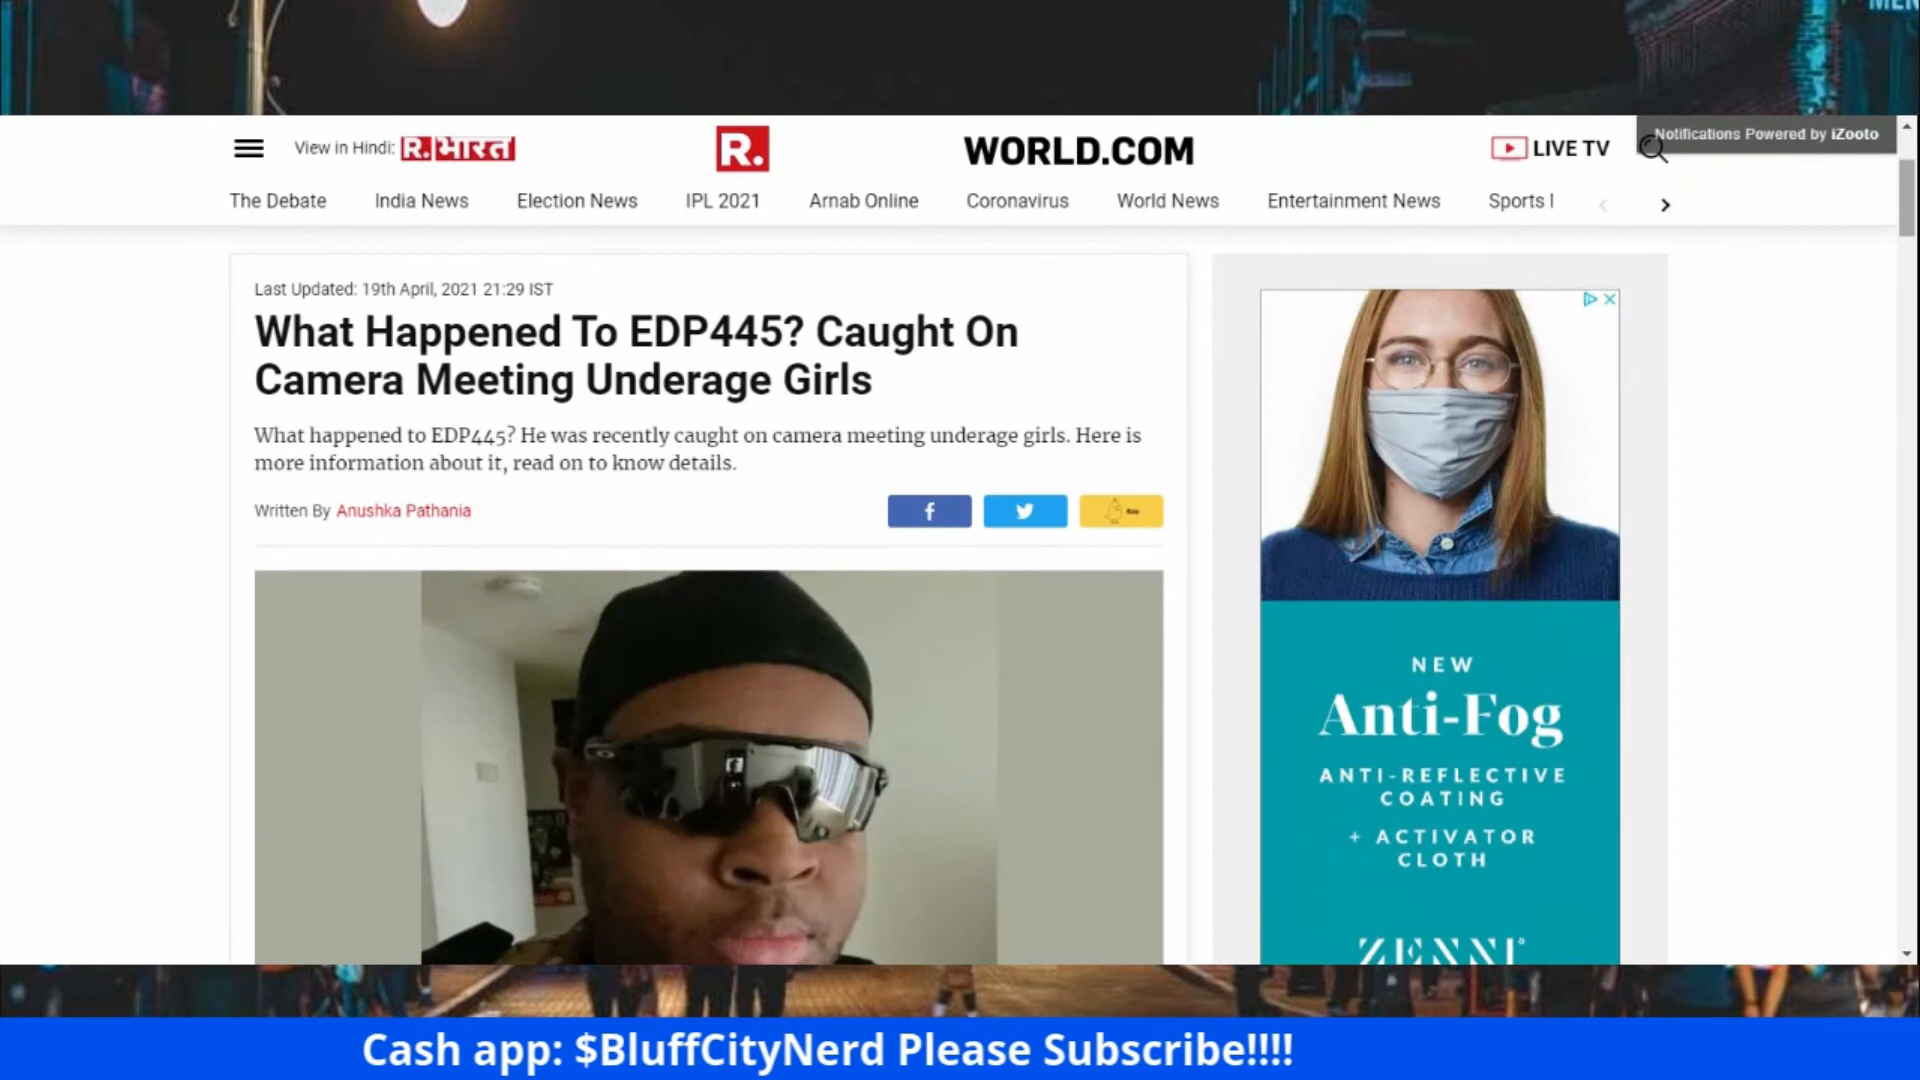 MEN
View in Hindi: R.भारत
R.
WORLD.COM
LIVE TV
Notifications Powered by iZooto
The Debate
India News
Election News
IPL 2021
Arnab Online
Coronavirus
World News
Entertainment News
Sports
Last Updated: 19th April, 2021 21:29 IST
What Happened To EDP445? Caught On
Camera Meeting Underage Girls
What happened to EDP445? He was recently caught on camera meeting underage girls. Here is
more information about it, read on to know details.
Written By Anushka Pathania
f
Koo
NEW
Anti-Fog
ANTI-REFLECTIVE
COATING
+ ACTIVATOR
CLOTH
ZENNI
Cash app: $BluffCityNerd Please Subscribe!!!!